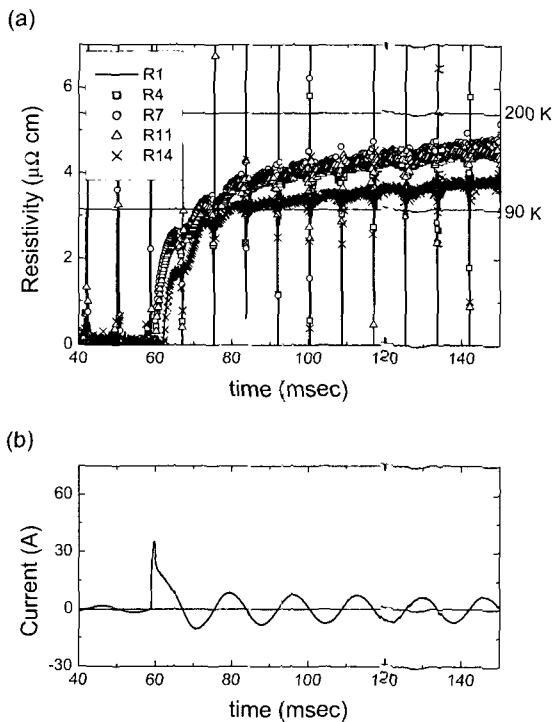 (a)
R1
R4
R7
R11
R14
6
4
2
0
Resistivity (μΩ cm)
200 K
90 K
40 60 80 100 120 140
time (msec)
(b)
60
30
0
-30
Current (A)
40 60 80 100 120 140
time (msec)